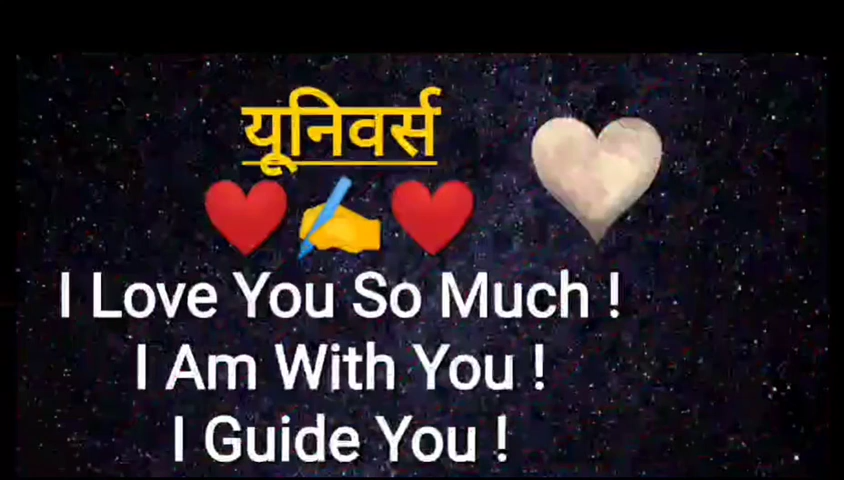 यूनिवर्स
❤️✍️❤️
I Love You So Much !
I Am With You !
I Guide You !